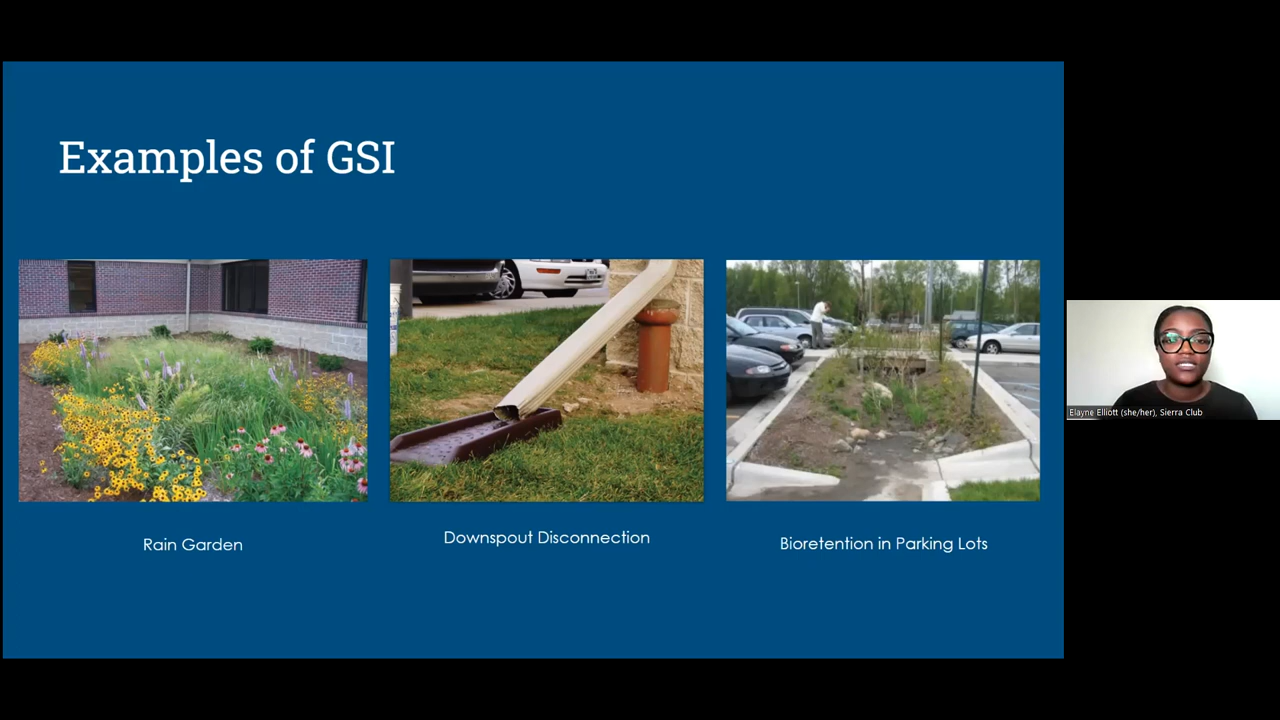 Examples of GSI
Rain Garden
Downspout Disconnection
Bioretention in Parking Lots
Elayne Elliott (she/her), Sierra Club